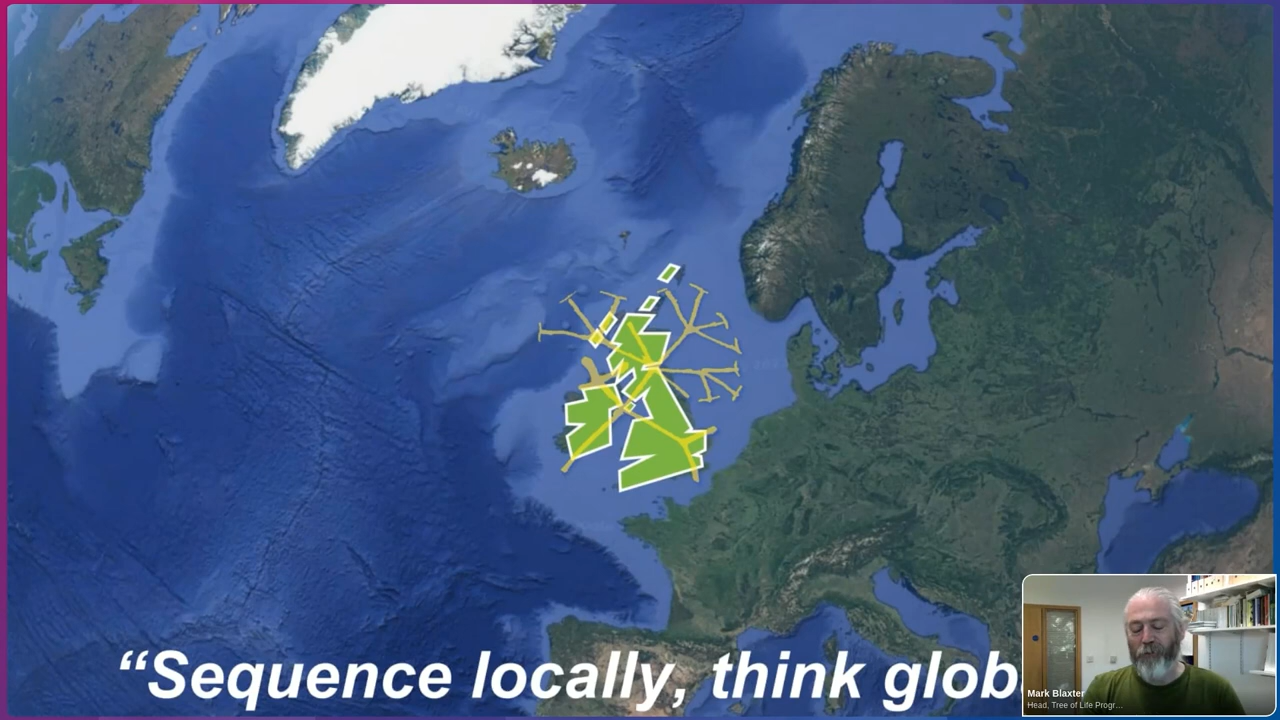 “Sequence locally, think glob
Mark Blaxter
Head, Tree of Life Progr…